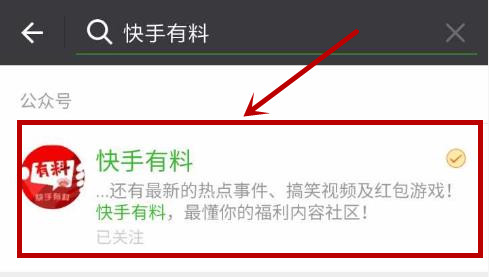 快手有料
公众号
有料
快手有料
快手有料
...还有最新的热点事件、搞笑视频及红包游戏！
快手有料，最懂你的福利内容社区！
已关注